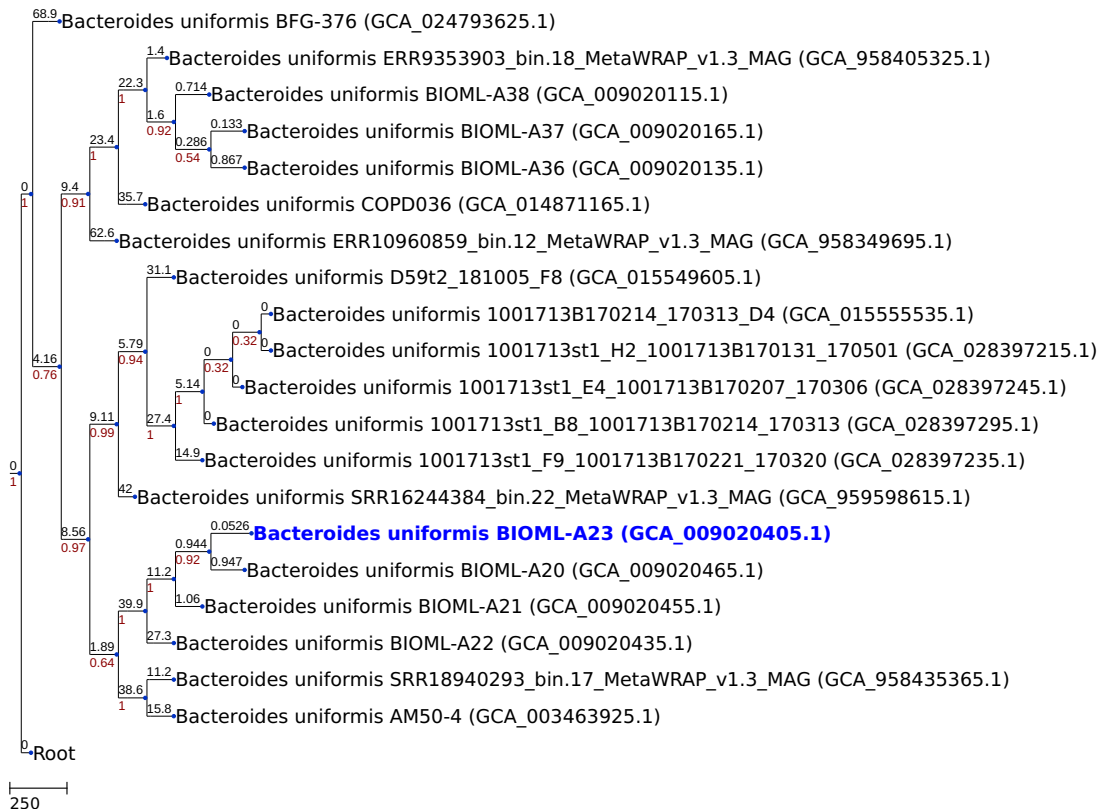 68.9 Bacteroides uniformis BFG-376 (GCA_024793625.1)
1.4 Bacteroides uniformis ERR9353903_bin.18_MetaWRAP_v1.3_MAG (GCA_958405325.1)
22.3
1
0.714 Bacteroides uniformis BIOML-A38 (GCA_009020115.1)
1.6
0.92
0.133 Bacteroides uniformis BIOML-A37 (GCA_009020165.1)
23.4
1
0.286
0.54
0.867 Bacteroides uniformis BIOML-A36 (GCA_009020135.1)
0
1
9.4
0.91
35.7 Bacteroides uniformis COPD036 (GCA_014871165.1)
62.6 Bacteroides uniformis ERR10960859_bin.12_MetaWRAP_v1.3_MAG (GCA_958349695.1)
31.1 Bacteroides uniformis D59t2_181005_F8 (GCA_015549605.1)
0 Bacteroides uniformis 1001713B170214_170313_D4 (GCA_015555535.1)
0
0.32
5.79
0.94
0 Bacteroides uniformis 1001713st1_H2_1001713B170131_170501 (GCA_028397215.1)
4.16
0.76
0
0.32
0 Bacteroides uniformis 1001713st1_E4_1001713B170207_170306 (GCA_028397245.1)
5.14
1
9.11
0.99
27.4
1
0 Bacteroides uniformis 1001713st1_B8_1001713B170214_170313 (GCA_028397295.1)
14.9 Bacteroides uniformis 1001713st1_F9_1001713B170221_170320 (GCA_028397235.1)
0
1
42 Bacteroides uniformis SRR16244384_bin.22_MetaWRAP_v1.3_MAG (GCA_959598615.1)
8.56
0.97
0.0526 Bacteroides uniformis BIOML-A23 (GCA_009020405.1)
0.944
0.92
0.947 Bacteroides uniformis BIOML-A20 (GCA_009020465.1)
11.2
1
1.06 Bacteroides uniformis BIOML-A21 (GCA_009020455.1)
39.9
1
27.3 Bacteroides uniformis BIOML-A22 (GCA_009020435.1)
1.89
0.64
11.2 Bacteroides uniformis SRR18940293_bin.17_MetaWRAP_v1.3_MAG (GCA_958435365.1)
38.6
1
15.8 Bacteroides uniformis AM50-4 (GCA_003463925.1)
0 Root
250